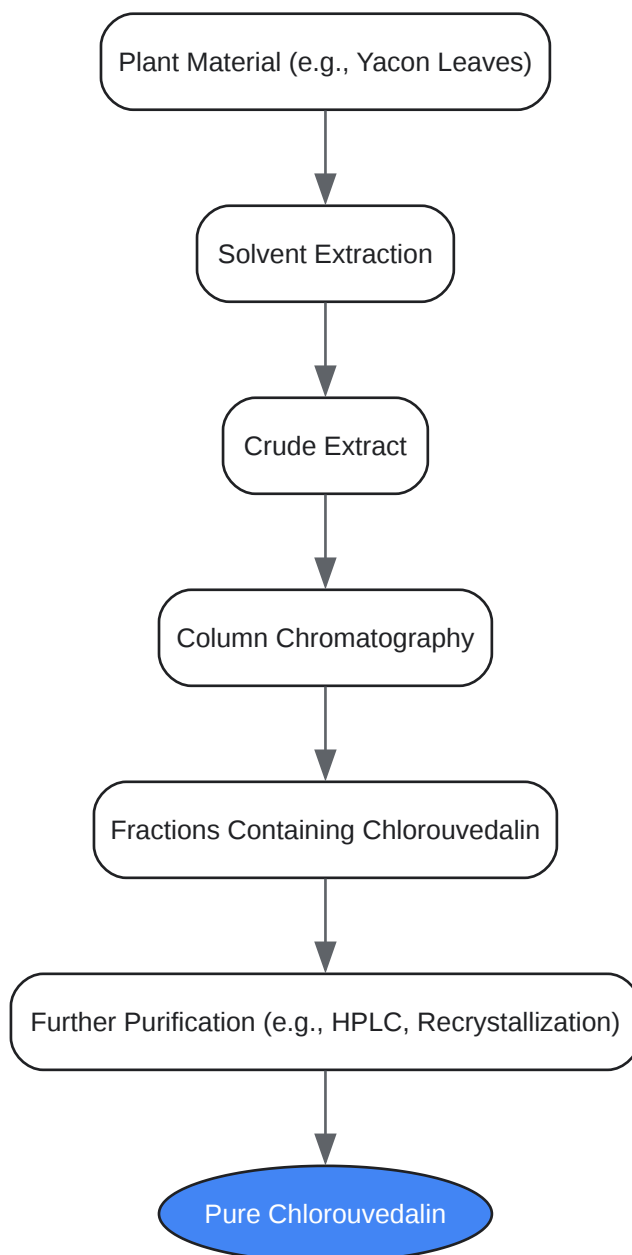 Plant Material (e.g., Yacon Leaves)
Solvent Extraction
Crude Extract
Column Chromatography
Fractions Containing Chlorouvedalin
Further Purification (e.g., HPLC, Recrystallization)
Pure Chlorouvedalin